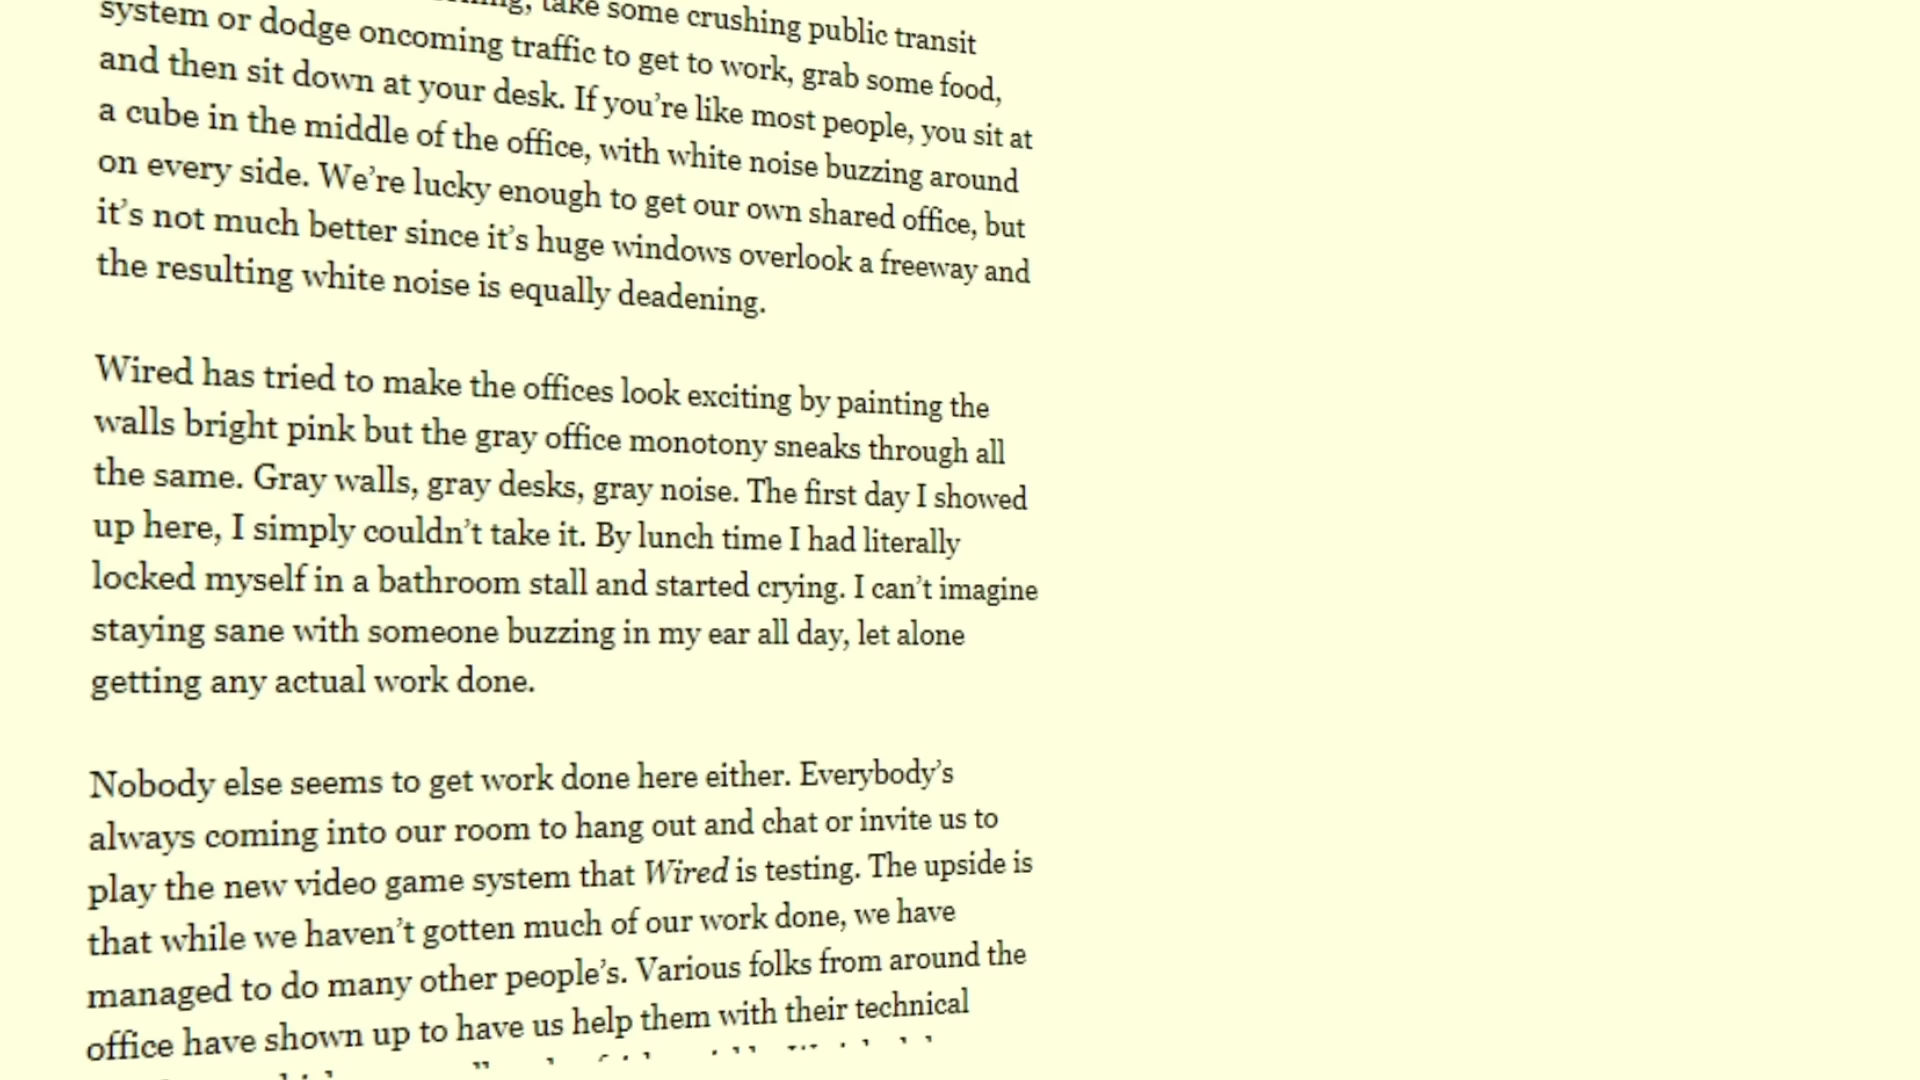 take some crushing public transit
system or dodge oncoming traffic to get to work, grab some food,
and then sit down at your desk. If you’re like most people, you sit at
a cube in the middle of the office, with white noise buzzing around
on every side. We’re lucky enough to get our own shared office, but
it’s not much better since it’s huge windows overlook a freeway and
the resulting white noise is equally deadening.
Wired has tried to make the offices look exciting by painting the
walls bright pink but the gray office monotony sneaks through all
the same. Gray walls, gray desks, gray noise. The first day I showed
up here, I simply couldn’t take it. By lunch time I had literally
locked myself in a bathroom stall and started crying. I can’t imagine
staying sane with someone buzzing in my ear all day, let alone
getting any actual work done.
Nobody else seems to get work done here either. Everybody’s
always coming into our room to hang out and chat or invite us to
play the new video game system that Wired is testing. The upside is
that while we haven’t gotten much of our work done, we have
managed to do many other people’s. Various folks from around the
office have shown up to have us help them with their technical